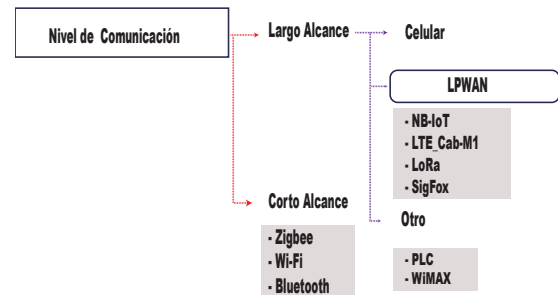 Nivel de Comunicación
Largo Alcance
Celular
LPWAN
- NB-IoT
- LTE_Cab-M1
- LoRa
- SigFox
Otro
- PLC
- WiMAX
Corto Alcance
- Zigbee
- Wi-Fi
- Bluetooth